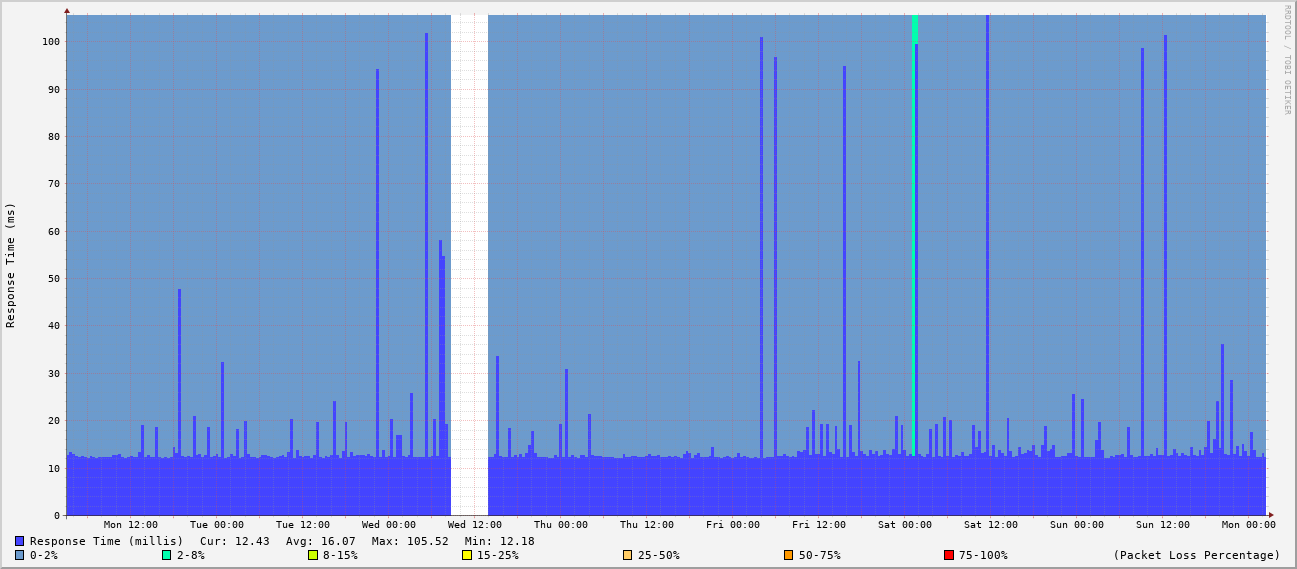 RRDTOOL / TOBI OETIKER
Response Time (ms)
100
90
80
70
60
50
40
30
20
10
0
Mon 12:00 Tue 00:00 Tue 12:00 Wed 00:00 Wed 12:00 Thu 00:00 Thu 12:00 Fri 00:00 Fri 12:00 Sat 00:00 Sat 12:00 Sun 00:00 Sun 12:00 Mon 00:00
Response Time (millis) Cur: 12.43 Avg: 16.07 Max: 105.52 Min: 12.18
0-2% 2-8% 8-15% 15-25% 25-50% 50-75% 75-100% (Packet Loss Percentage)